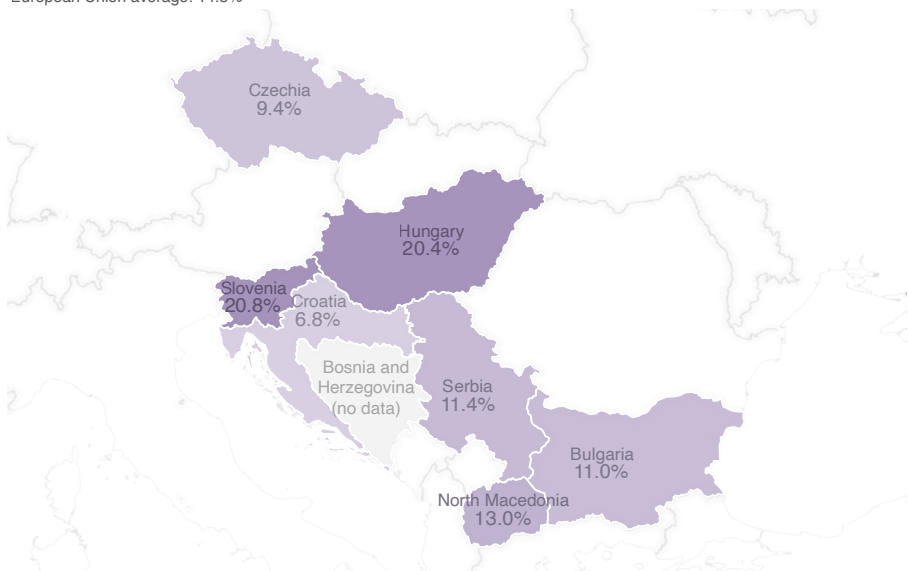 European Union average:
Czechia
9.4%
Hungary
20.4%
Slovenia
20.8%
Croatia
6.8%
Bosnia and
Herzegovina
(no data)
Serbia
11.4%
Bulgaria
11.0%
North Macedonia
13.0%